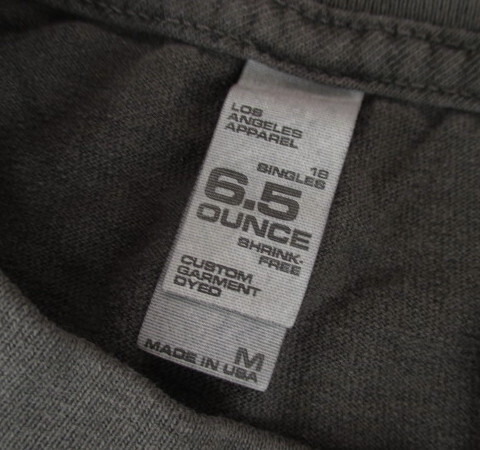 LOS
ANGELES
APPAREL
18
SINGLES
6.5
OUNCE
SHRINK-
FREE
CUSTOM
GARMENT
DYED
M
MADE IN USA